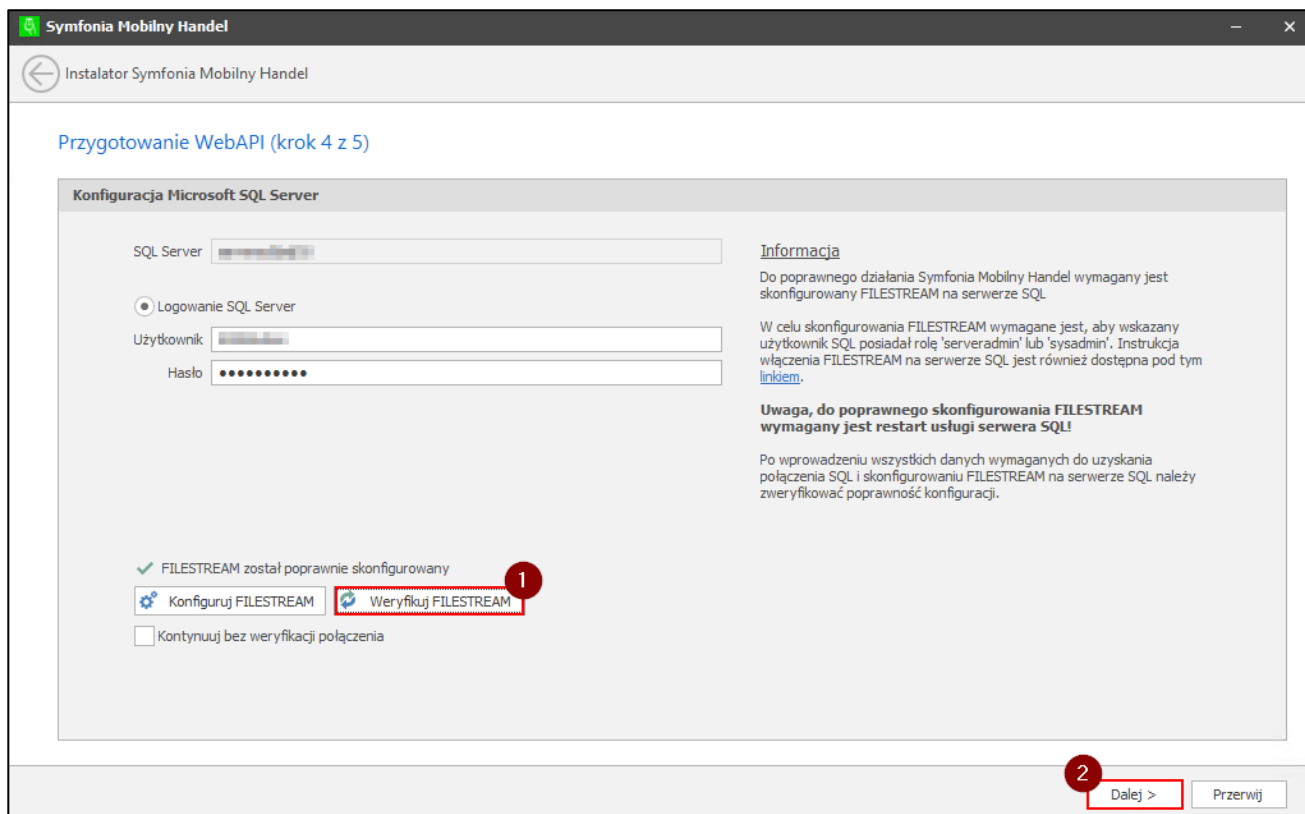 Symfonia Mobilny Handel
Instalator Symfonia Mobilny Handel
Przygotowanie WebAPI (krok 4 z 5)
Konfiguracja Microsoft SQL Server
SQL Server
Logowanie SQL Server
Użytkownik
Hasło ●●●●●●●●●●
Informacja
Do poprawnego działania Symfonia Mobilny Handel wymagany jest
skonfigurowany FILESTREAM na serwerze SQL
W celu skonfigurowania FILESTREAM wymagane jest, aby wskazany
użytkownik SQL posiadał rolę 'serveradmin' lub 'sysadmin'. Instrukcja
włączenia FILESTREAM na serwerze SQL jest również dostępna pod tym
linkiem.
Uwaga, do poprawnego skonfigurowania FILESTREAM
wymagany jest restart usługi serwera SQL!
Po wprowadzeniu wszystkich danych wymaganych do uzyskania
połączenia SQL i skonfigurowaniu FILESTREAM na serwerze SQL należy
zweryfikować poprawność konfiguracji.
FILESTREAM został poprawnie skonfigurowany
1
Konfiguruj FILESTREAM Weryfikuj FILESTREAM
Kontynuuj bez weryfikacji połączenia
2
Dalej > Przerwij